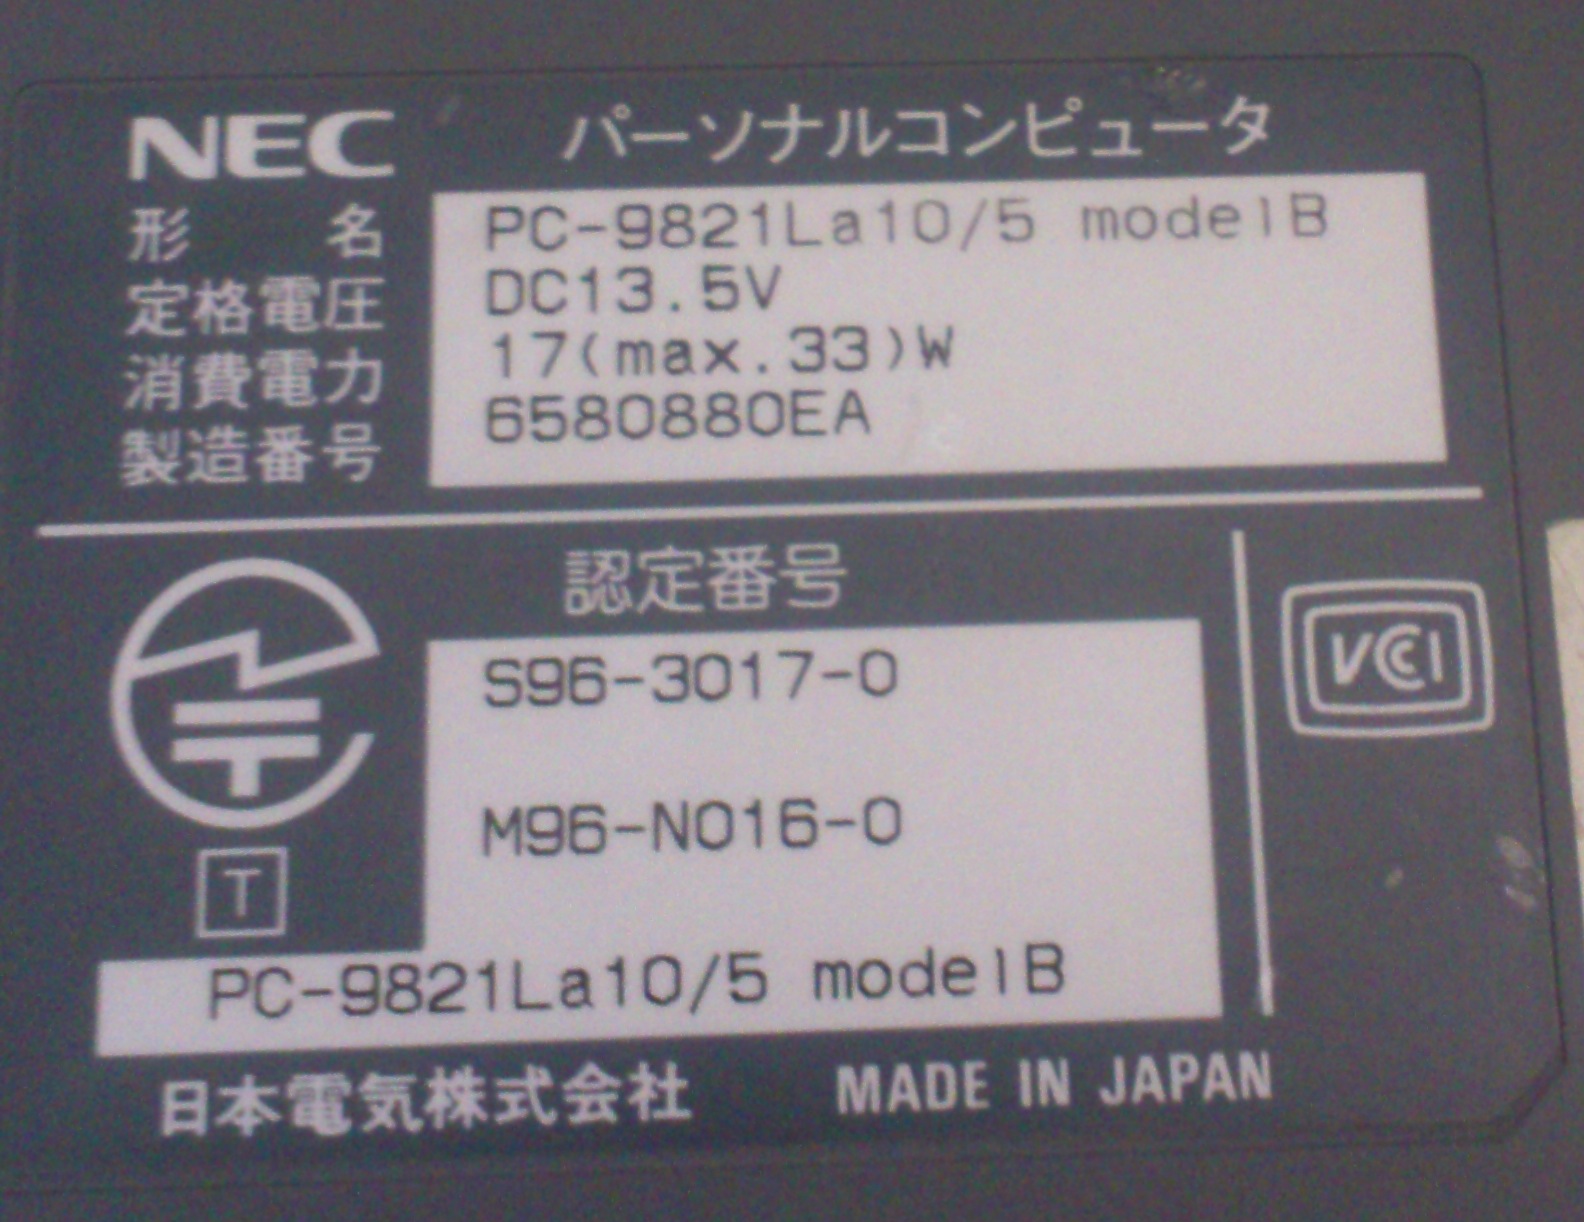 NEC パーソナルコンピュータ
形名 PC-9821La10/5 modelB
定格電圧 DC13.5V
消費電力 17(max.33)W
製造番号 6580880EA
認定番号
S96-3017-0
VCCI
M96-N016-0
T
PC-9821La10/5 modelB
日本電気株式会社 MADE IN JAPAN